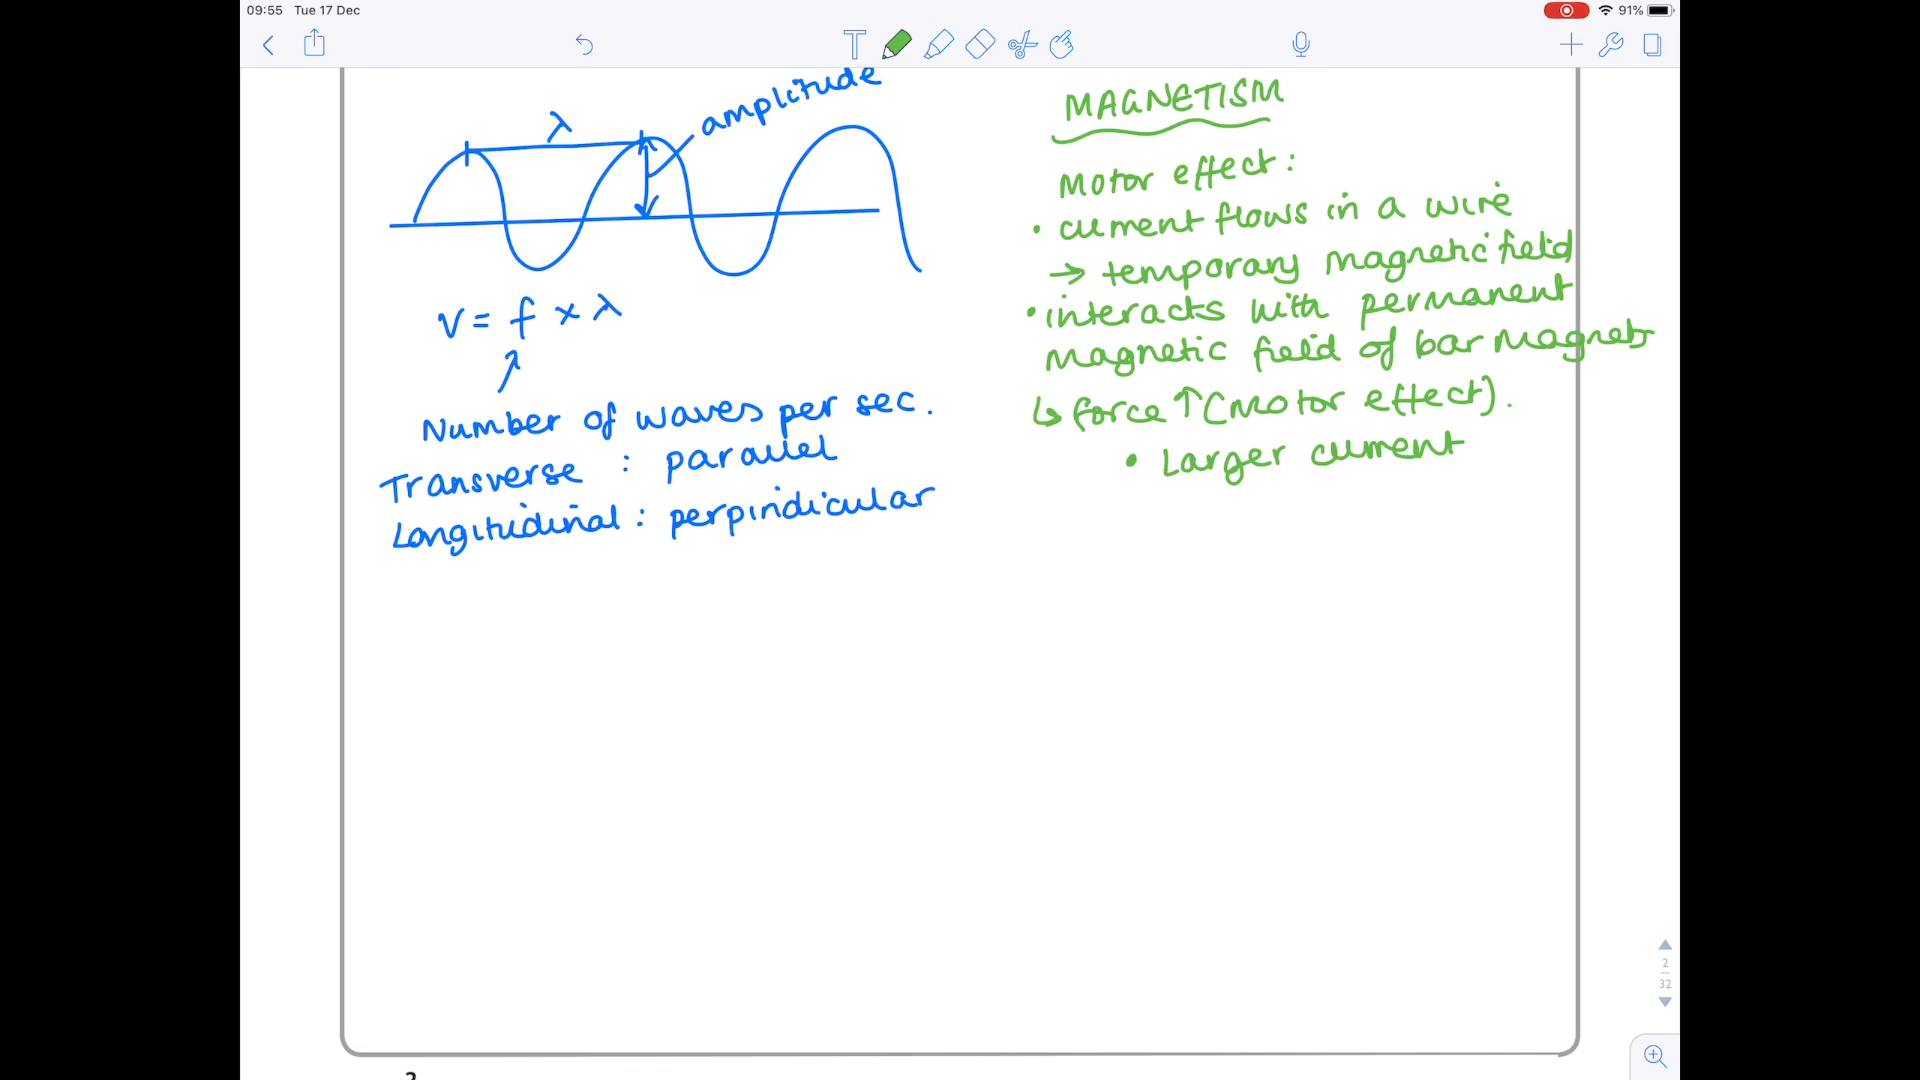 09:55 Tue 17 Dec
91%
T
amplitude
λ
V = f × λ
Number of waves per sec.
Transverse : parallel
Longitudinal : perpindicular
MAGNETISM
Motor effect :
• current flows in a wire
→ temporary magnetic field
• interacts with permanent
magnetic field of bar magnets
↳ force ↑ (Motor effect).
• Larger current
2
32